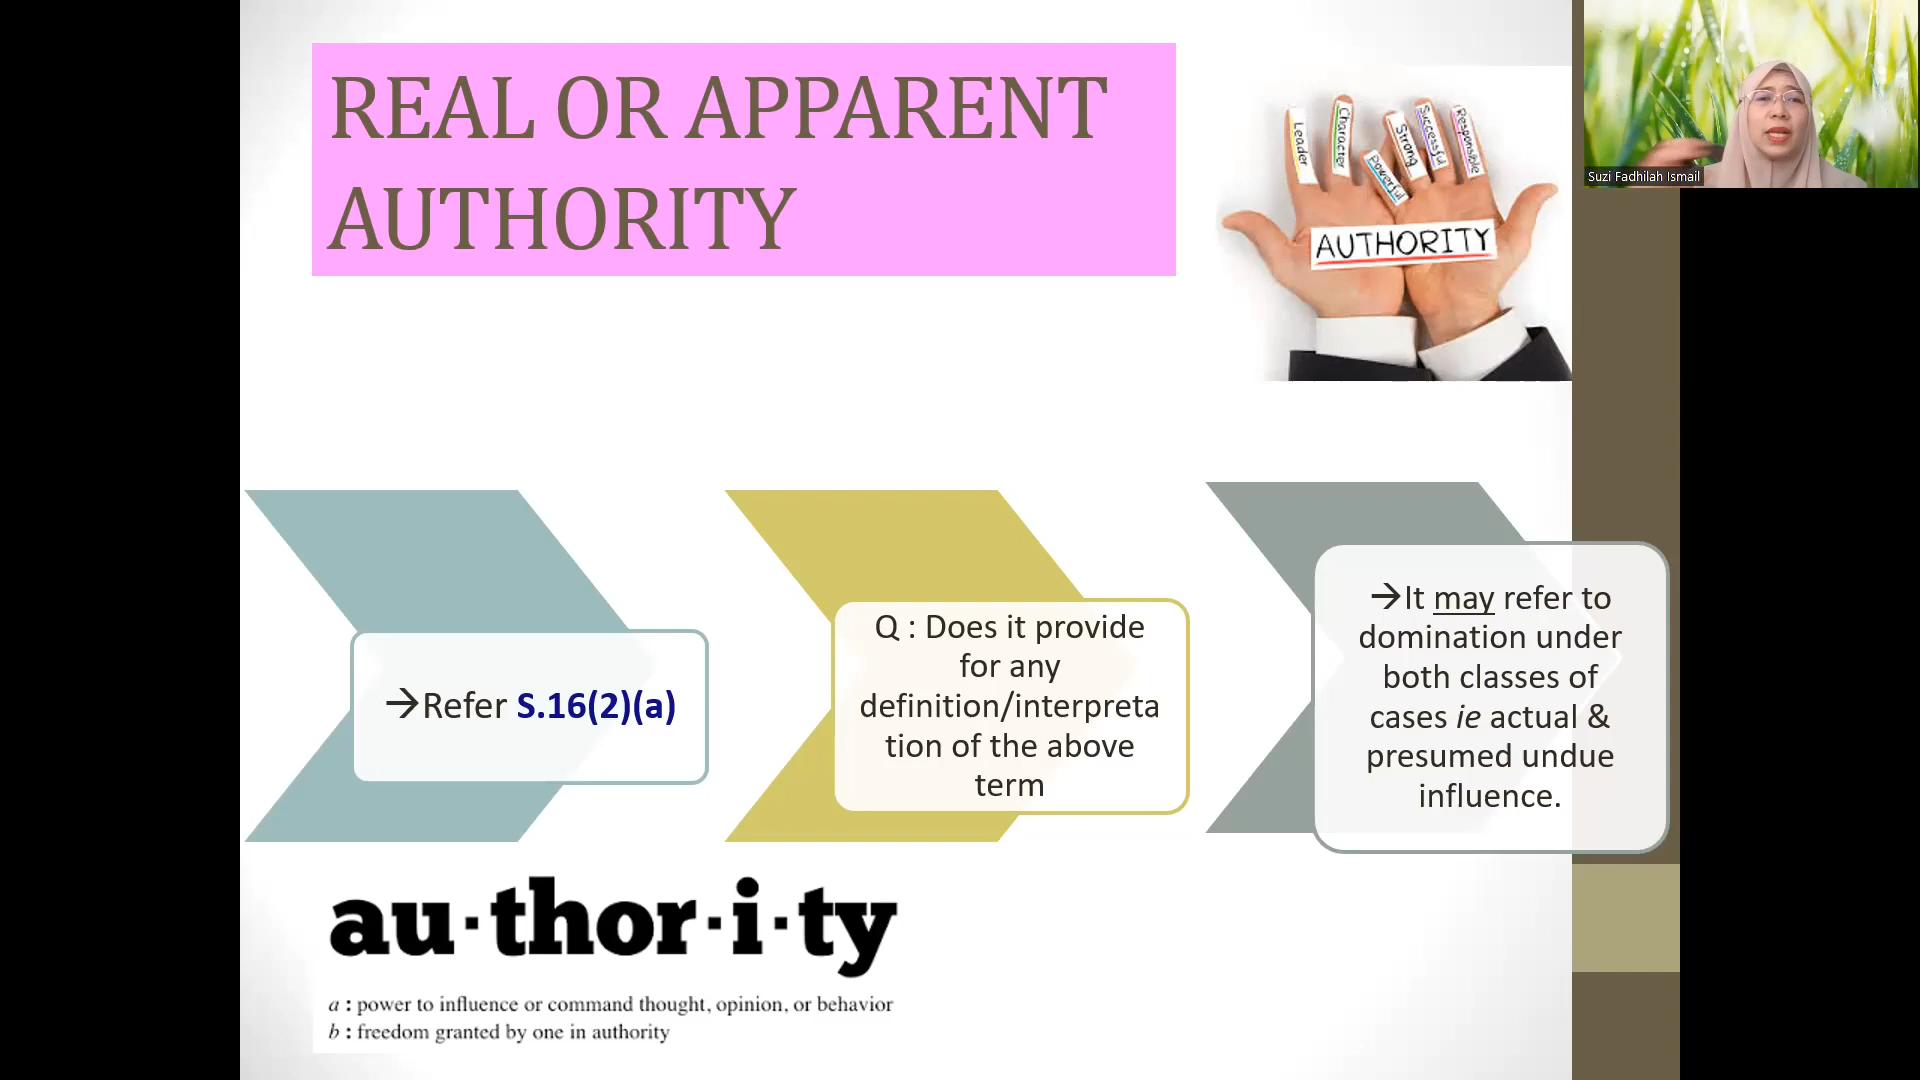 REAL OR APPARENT
AUTHORITY
Leader
Character
Powerful
Strong
Successful
Responsible
AUTHORITY
Suzi Fadhilah Ismail
→Refer S.16(2)(a)
Q : Does it provide
for any
definition/interpreta
tion of the above
term
→It may refer to
domination under
both classes of
cases ie actual &
presumed undue
influence.
au·thor·i·ty
a : power to influence or command thought, opinion, or behavior
b : freedom granted by one in authority